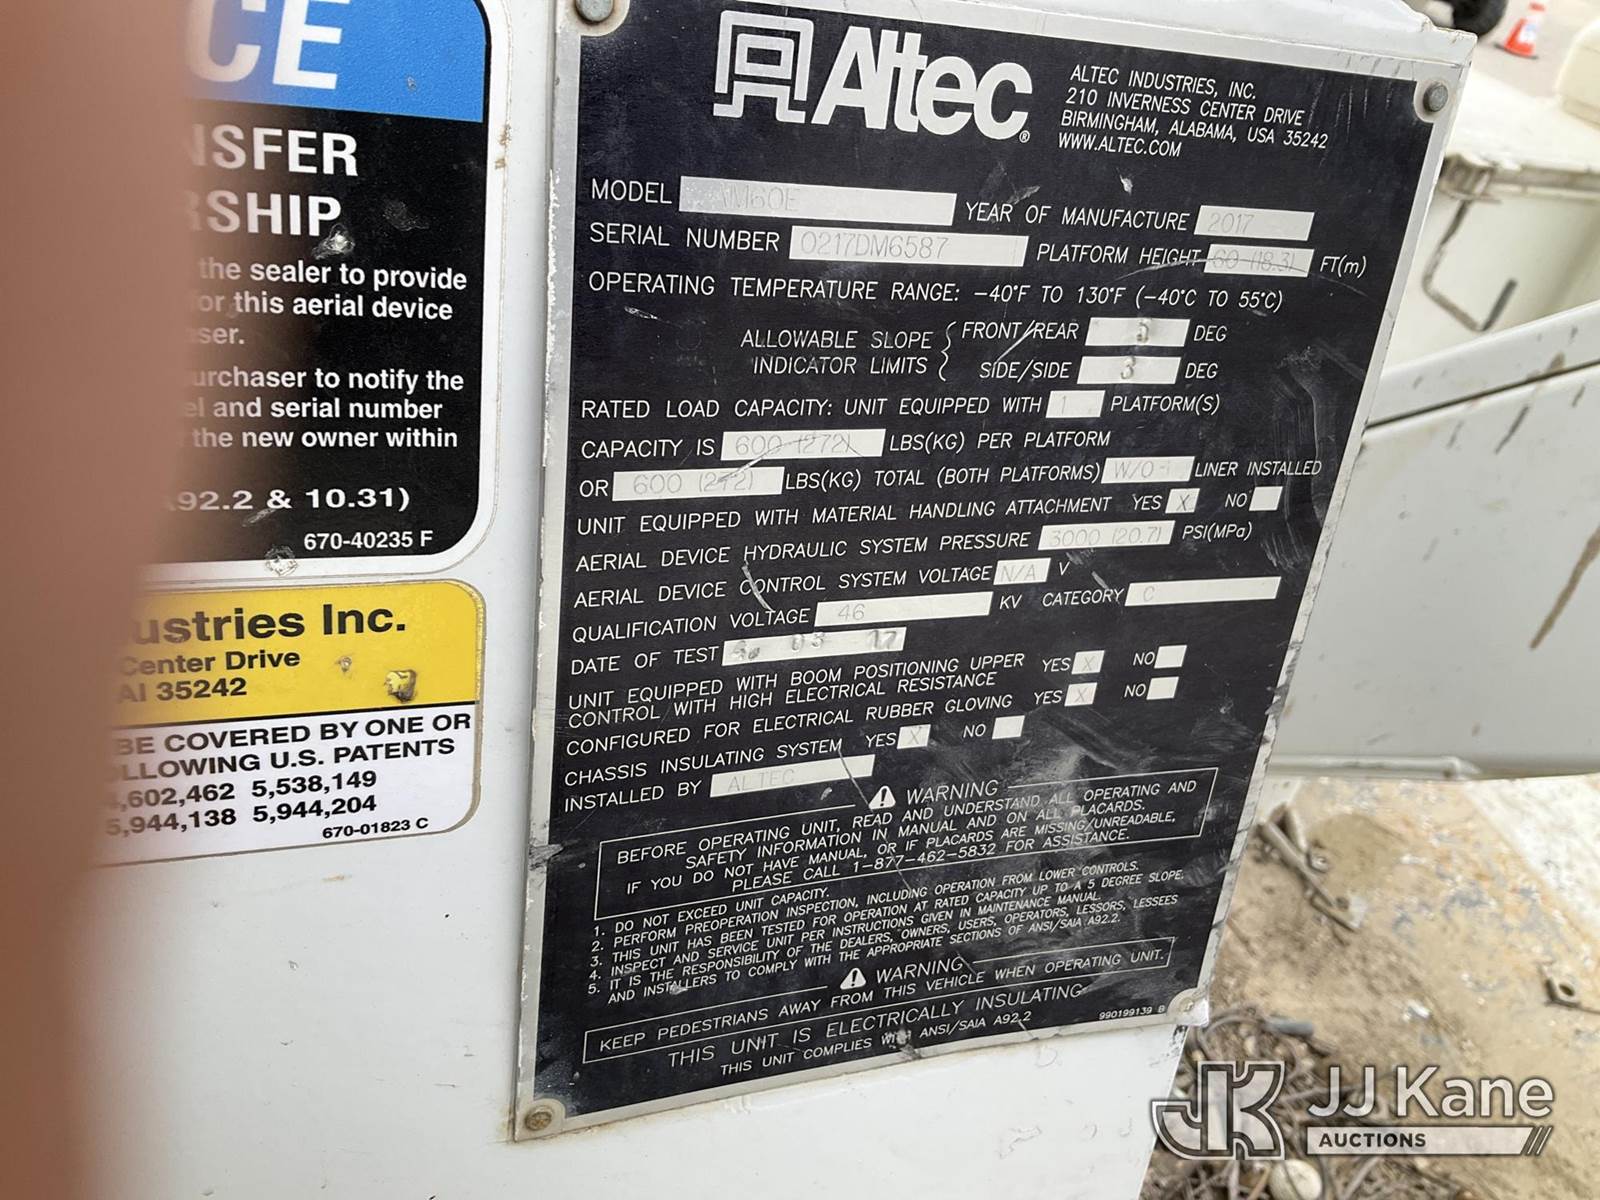 CE
NSFER
RSHIP
the sealer to provide
for this aerial device
ser.
urchaser to notify the
el and serial number
the new owner within
A92.2 & 10.31)
670-40235 F
ustries Inc.
Center Drive
Al 35242
BE COVERED BY ONE OR
OLLOWING U.S. PATENTS
4,602,462 5,538,149
5,944,138 5,944,204
670-01823 C
Altec®
ALTEC INDUSTRIES, INC.
210 INVERNESS CENTER DRIVE
BIRMINGHAM, ALABAMA, USA 35242
WWW.ALTEC.COM
MODEL AM60E YEAR OF MANUFACTURE 2017
SERIAL NUMBER 0217DM6587 PLATFORM HEIGHT 60 (18.3) FT(m)
OPERATING TEMPERATURE RANGE: -40°F TO 130°F (-40°C TO 55°C)
ALLOWABLE SLOPE INDICATOR LIMITS
FRONT/REAR DEG
SIDE/SIDE 3 DEG
RATED LOAD CAPACITY: UNIT EQUIPPED WITH 1 PLATFORM(S)
CAPACITY IS 600 (272) LBS(KG) PER PLATFORM
OR 600 (272) LBS(KG) TOTAL (BOTH PLATFORMS) W/O LINER INSTALLED
UNIT EQUIPPED WITH MATERIAL HANDLING ATTACHMENT YES X NO
AERIAL DEVICE HYDRAULIC SYSTEM PRESSURE 3000 (20.7) PSI(MPa)
AERIAL DEVICE CONTROL SYSTEM VOLTAGE N/A V
QUALIFICATION VOLTAGE 46 KV CATEGORY C
DATE OF TEST 03 17
UNIT EQUIPPED WITH BOOM POSITIONING UPPER YES X NO
CONTROL WITH HIGH ELECTRICAL RESISTANCE
CONFIGURED FOR ELECTRICAL RUBBER GLOVING YES X NO
CHASSIS INSULATING SYSTEM YES X NO
INSTALLED BY ALTEC
WARNING
BEFORE OPERATING UNIT, READ AND UNDERSTAND ALL OPERATING AND
SAFETY INFORMATION IN MANUAL AND ON ALL PLACARDS.
IF YOU DO NOT HAVE MANUAL, OR IF PLACARDS ARE MISSING/UNREADABLE,
PLEASE CALL 1-877-462-5832 FOR ASSISTANCE.
1. DO NOT EXCEED UNIT CAPACITY.
2. PERFORM PREOPERATION INSPECTION, INCLUDING OPERATION FROM LOWER CONTROLS.
3. THIS UNIT HAS BEEN TESTED FOR OPERATION AT RATED CAPACITY UP TO A 5 DEGREE SLOPE.
4. INSPECT AND SERVICE UNIT PER INSTRUCTIONS GIVEN IN MAINTENANCE MANUAL.
5. IT IS THE RESPONSIBILITY OF THE DEALERS, OWNERS, USERS, OPERATORS, LESSORS, LESSEES
AND INSTALLERS TO COMPLY WITH THE APPROPRIATE SECTIONS OF ANSI/SAIA A92.2.
WARNING
KEEP PEDESTRIANS AWAY FROM THIS VEHICLE WHEN OPERATING UNIT.
THIS UNIT IS ELECTRICALLY INSULATING
THIS UNIT COMPLIES WITH ANSI/SAIA A92.2
990199139 B
JK JJ Kane
AUCTIONS